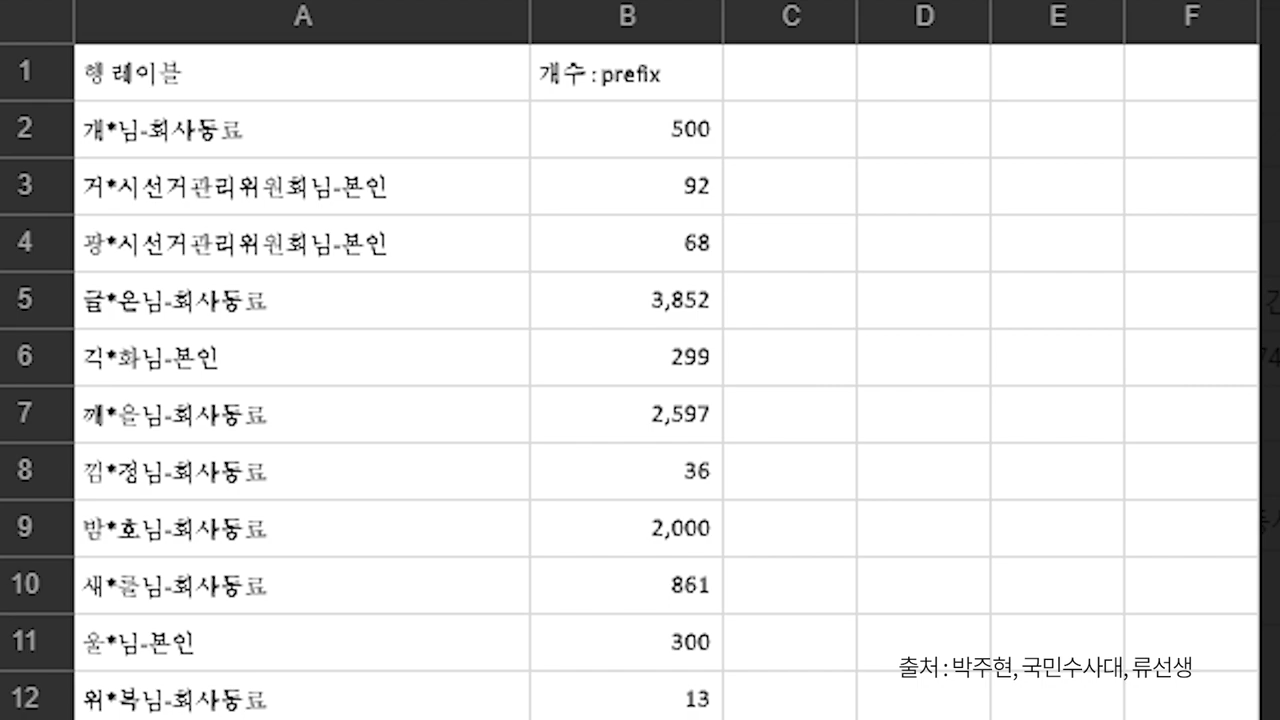 A B C D E F
1 행 레이블 개수 : prefix
2 개*님-회사동료 500
3 거*시선거관리위원회님-본인 92
4 광*시선거관리위원회님-본인 68
5 글*은님-회사동료 3,852
6 긱*화님-본인 299
7 깨*을님-회사동료 2,597
8 낌*정님-회사동료 36
9 밤*호님-회사동료 2,000
10 새*룰님-회사동료 861
11 울*님-본인 300
출처 : 박주현, 국민수사대, 류선생
12 위*복님-회사동료 13